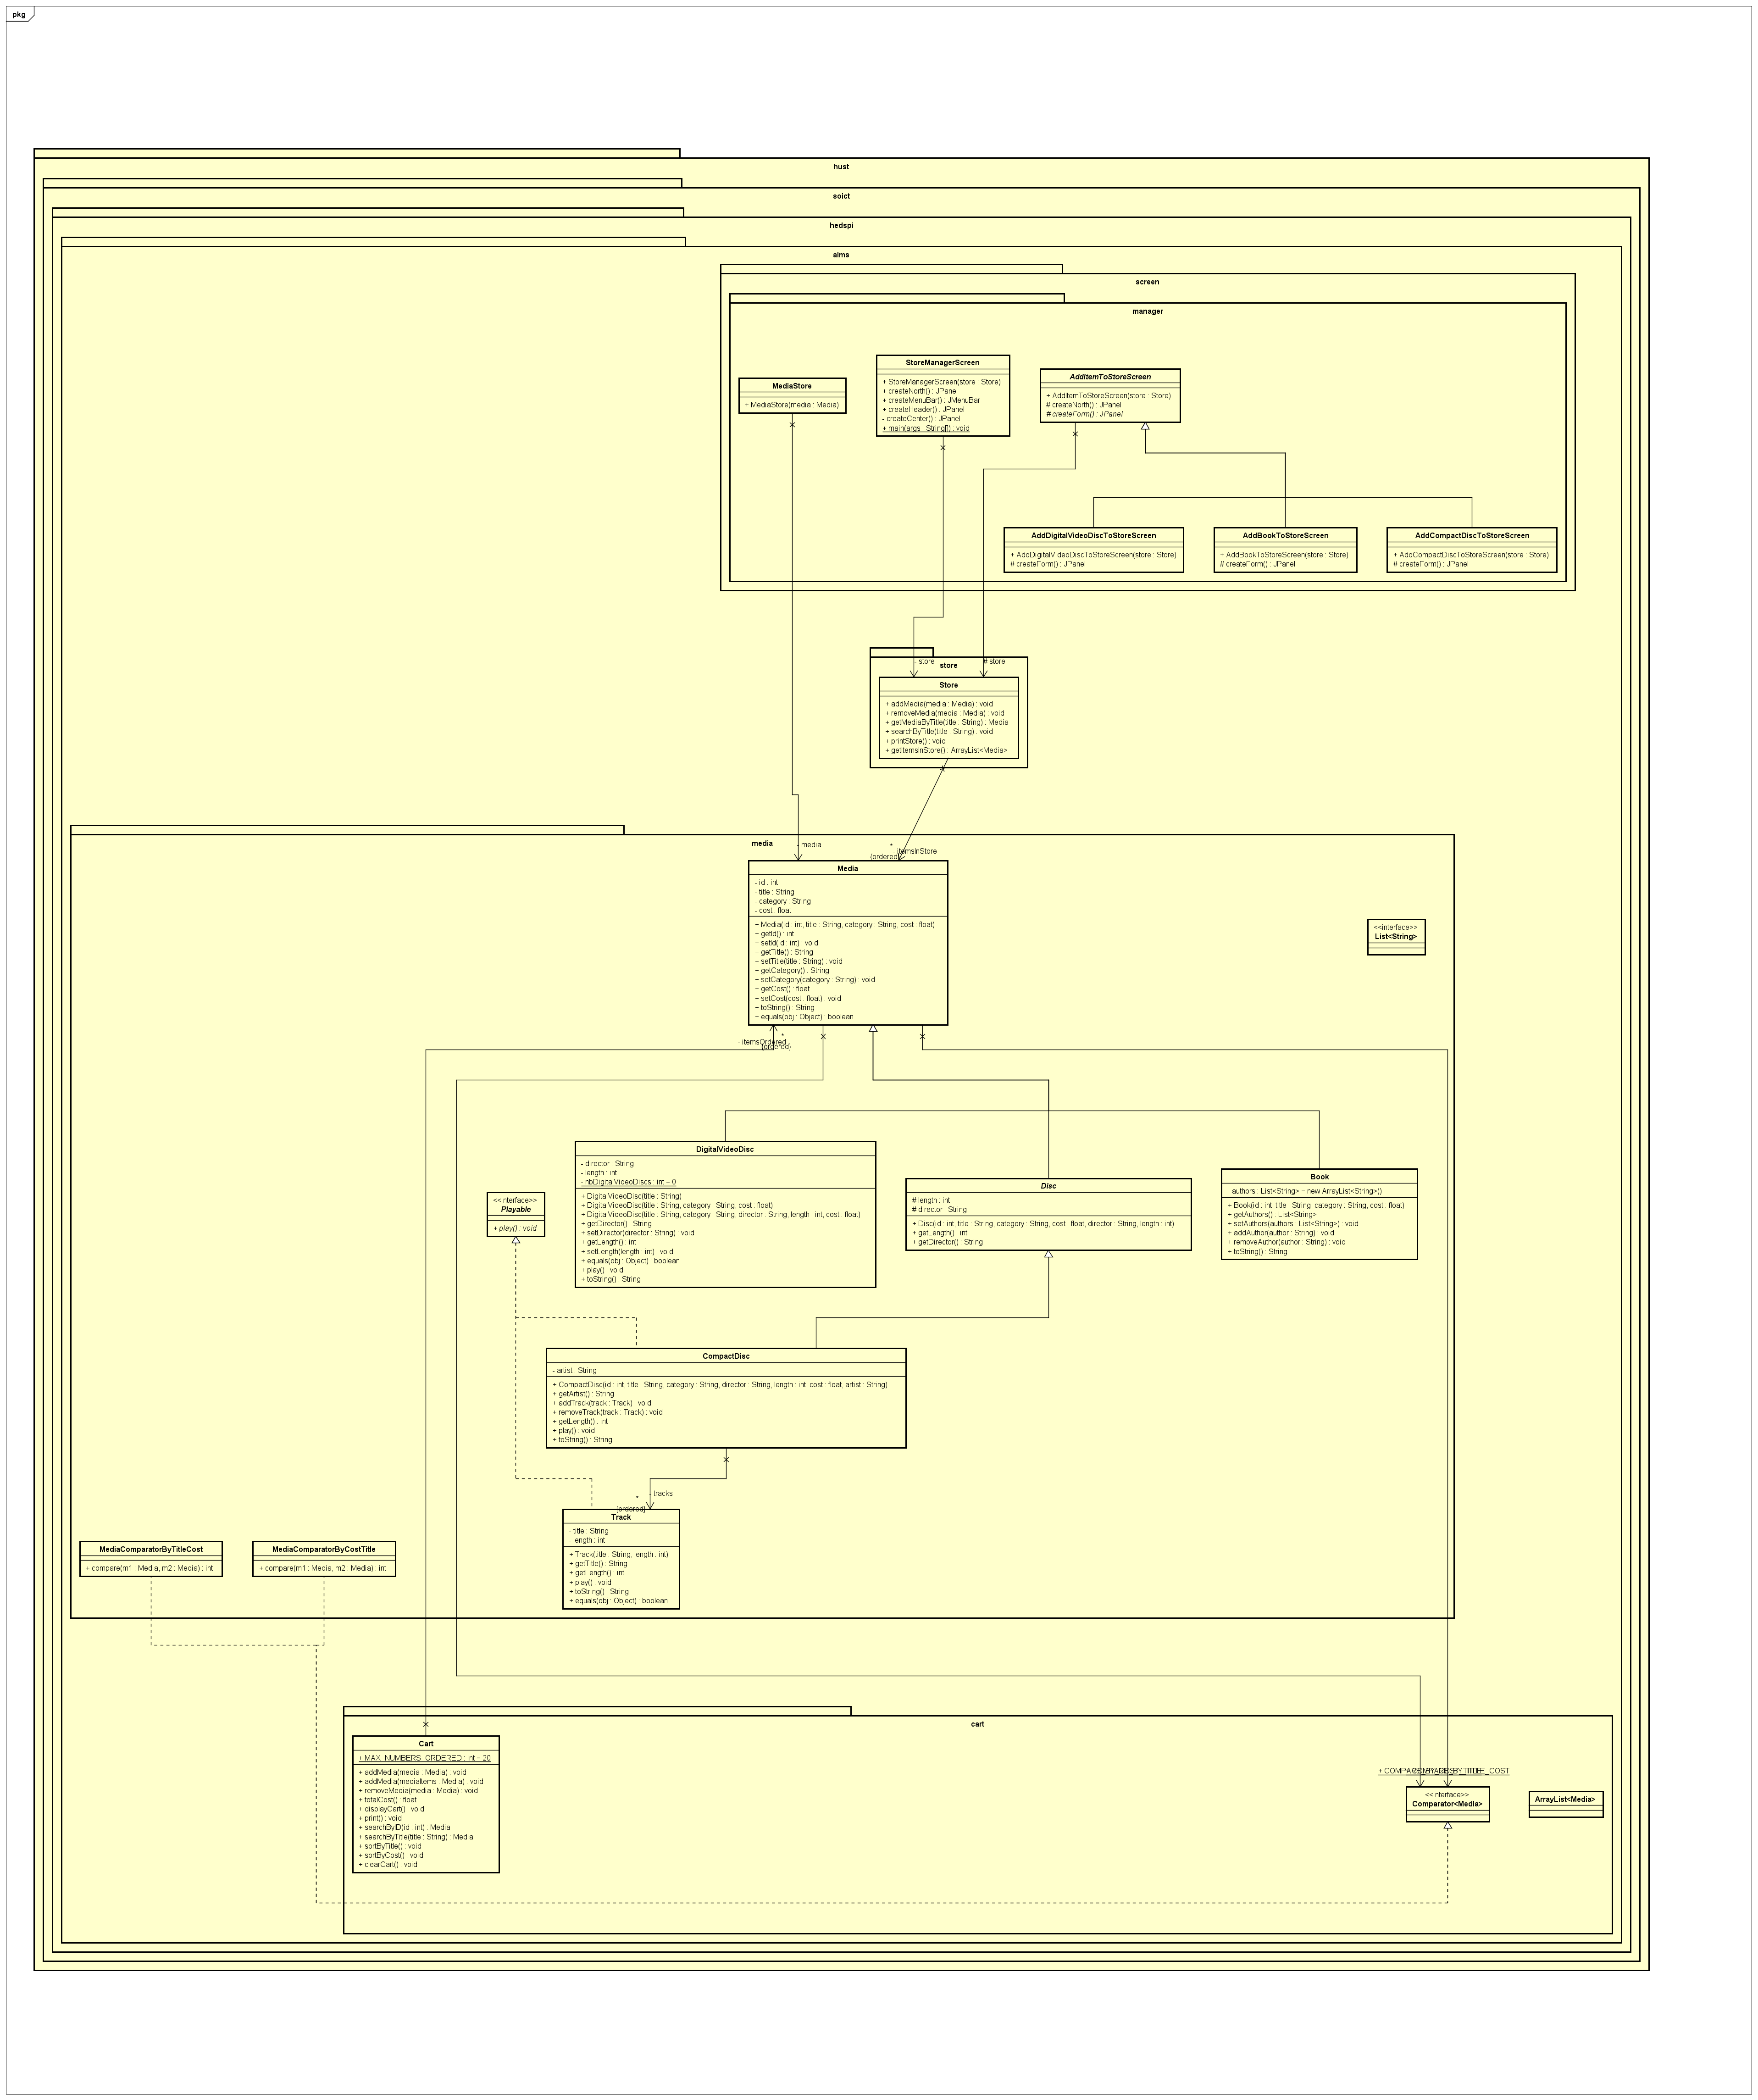 pkg
hust
soict
hedspi
aims
screen
manager
MediaStore
+ MediaStore(media : Media)
StoreManagerScreen
+ StoreManagerScreen(store : Store)
+ createNorth() : JPanel
+ createMenuBar() : JMenuBar
+ createHeader() : JPanel
- createCenter() : JPanel
+ main(args : String[]) : void
AddItemToStoreScreen
+ AddItemToStoreScreen(store : Store)
# createNorth() : JPanel
# createForm() : JPanel
AddDigitalVideoDiscToStoreScreen
+ AddDigitalVideoDiscToStoreScreen(store : Store)
# createForm() : JPanel
AddBookToStoreScreen
+ AddBookToStoreScreen(store : Store)
# createForm() : JPanel
AddCompactDiscToStoreScreen
+ AddCompactDiscToStoreScreen(store : Store)
# createForm() : JPanel
- store
# store
store
Store
+ addMedia(media : Media) : void
+ removeMedia(media : Media) : void
+ getMediaByTitle(title : String) : Media
+ searchByTitle(title : String) : void
+ printStore() : void
+ getItemsInStore() : ArrayList<Media>
media
- media
*
- itemsInStore
{ordered}
Media
- id : int
- title : String
- category : String
- cost : float
+ Media(id : int, title : String, category : String, cost : float)
+ getId() : int
+ setId(id : int) : void
+ getTitle() : String
+ setTitle(title : String) : void
+ getCategory() : String
+ setCategory(category : String) : void
+ getCost() : float
+ setCost(cost : float) : void
+ toString() : String
+ equals(obj : Object) : boolean
<<interface>>
List<String>
*
- itemsOrdered
{ordered}
DigitalVideoDisc
- director : String
- length : int
- nbDigitalVideoDiscs : int = 0
+ DigitalVideoDisc(title : String)
+ DigitalVideoDisc(title : String, category : String, cost : float)
+ DigitalVideoDisc(title : String, category : String, director : String, length : int, cost : float)
+ getDirector() : String
+ setDirector(director : String) : void
+ getLength() : int
+ setLength(length : int) : void
+ equals(obj : Object) : boolean
+ play() : void
+ toString() : String
<<interface>>
Playable
+ play() : void
Disc
# length : int
# director : String
+ Disc(id : int, title : String, category : String, cost : float, director : String, length : int)
+ getLength() : int
+ getDirector() : String
Book
- authors : List<String> = new ArrayList<String>()
+ Book(id : int, title : String, category : String, cost : float)
+ getAuthors() : List<String>
+ setAuthors(authors : List<String>) : void
+ addAuthor(author : String) : void
+ removeAuthor(author : String) : void
+ toString() : String
CompactDisc
- artist : String
+ CompactDisc(id : int, title : String, category : String, director : String, length : int, cost : float, artist : String)
+ getArtist() : String
+ addTrack(track : Track) : void
+ removeTrack(track : Track) : void
+ getLength() : int
+ play() : void
+ toString() : String
- tracks
*
{ordered}
Track
- title : String
- length : int
+ Track(title : String, length : int)
+ getTitle() : String
+ getLength() : int
+ play() : void
+ toString() : String
+ equals(obj : Object) : boolean
MediaComparatorByTitleCost
+ compare(m1 : Media, m2 : Media) : int
MediaComparatorByCostTitle
+ compare(m1 : Media, m2 : Media) : int
cart
Cart
+ MAX_NUMBERS_ORDERED : int = 20
+ addMedia(media : Media) : void
+ addMedia(mediaItems : Media) : void
+ removeMedia(media : Media) : void
+ totalCost() : float
+ displayCart() : void
+ print() : void
+ searchByID(id : int) : Media
+ searchByTitle(title : String) : Media
+ sortByTitle() : void
+ sortByCost() : void
+ clearCart() : void
<<interface>>
Comparator<Media>
ArrayList<Media>